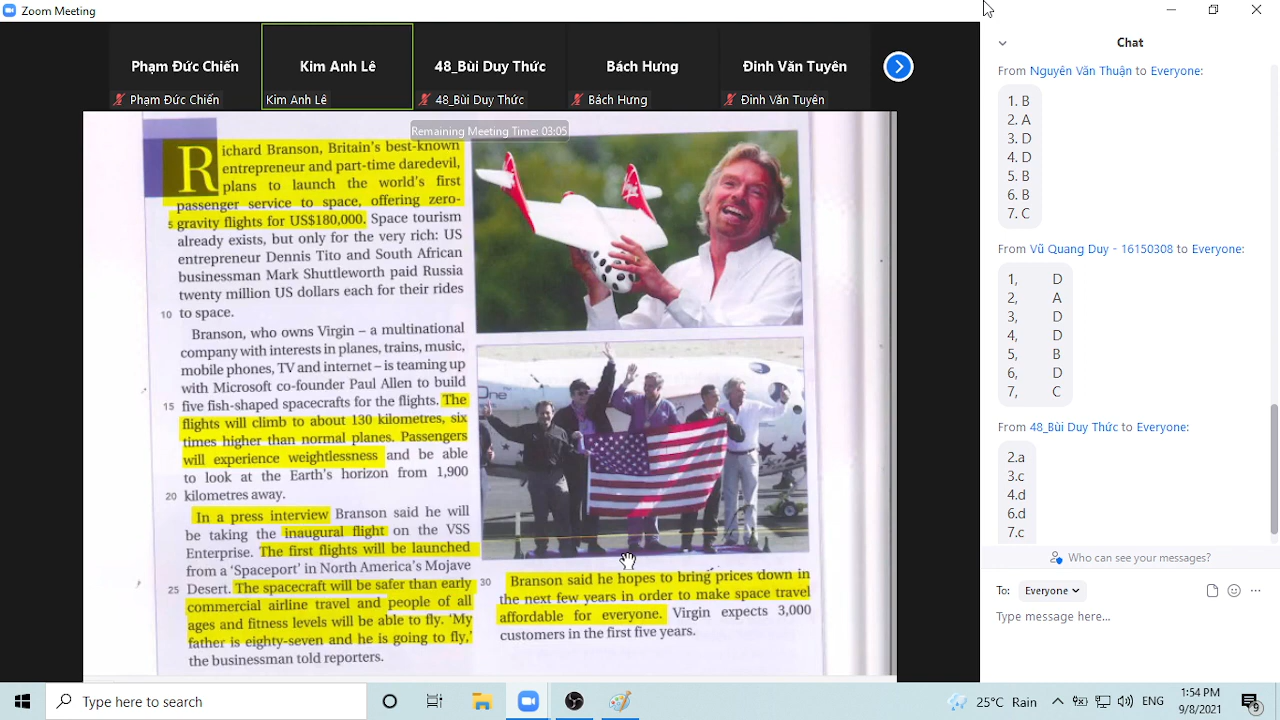 Zoom Meeting
Phạm Đức Chiến
Kim Anh Lê
48_Bùi Duy Thức
Bách Hưng
Đinh Văn Tuyên
Phạm Đức Chiến
Kim Anh Lê
48_Bùi Duy Thức
Bách Hưng
Đinh Văn Tuyên
Remaining Meeting Time: 03:05
Richard Branson, Britain's best-known
entrepreneur and part-time daredevil,
plans to launch the world's first
passenger service to space, offering zero-
5 gravity flights for US$180,000. Space tourism
already exists, but only for the very rich: US
entrepreneur Dennis Tito and South African
businessman Mark Shuttleworth paid Russia
twenty million US dollars each for their rides
10 to space.
Branson, who owns Virgin – a multinational
company with interests in planes, trains, music,
mobile phones, TV and internet – is teaming up
with Microsoft co-founder Paul Allen to build
15 five fish-shaped spacecrafts for the flights. The
flights will climb to about 130 kilometres, six
times higher than normal planes. Passengers
will experience weightlessness and be able
to look at the Earth's horizon from 1,900
20 kilometres away.
In a press interview Branson said he will
be taking the inaugural flight on the VSS
Enterprise. The first flights will be launched
from a 'Spaceport' in North America's Mojave
25 Desert. The spacecraft will be safer than early
commercial airline travel and people of all
ages and fitness levels will be able to fly. 'My
father is eighty-seven and he is going to fly,'
the businessman told reporters.
One
30 Branson said he hopes to bring prices down in
the next few years in order to make space travel
affordable for everyone. Virgin expects 3,000
customers in the first five years.
Chat
From Nguyên Văn Thuận to Everyone:
1. B
2. A
3. D
4. D
5. B
6. B
7. C
From Vũ Quang Duy - 16150308 to Everyone:
1, D
2, A
3, D
4, D
5, B
6, D
7, C
From 48_Bùi Duy Thức to Everyone:
2.a
3.c
4.d
6.d
7.c
Who can see your messages?
To: Everyone
Type message here...
Type here to search
25°C Rain
ENG
1:54 PM
9/8/2021
9